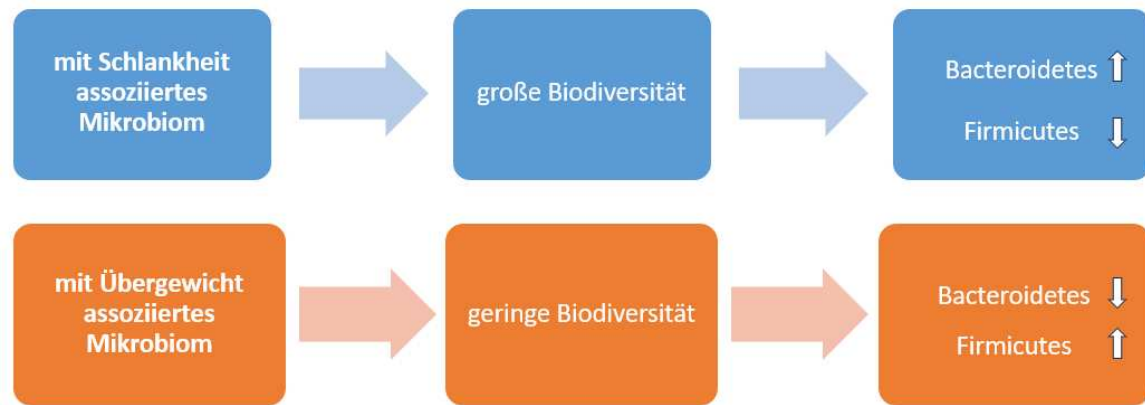 mit Schlankheit
assoziiertes
Mikrobiom
große Biodiversität
Bacteroidetes ⇧
Firmicutes ⇩
mit Übergewicht
assoziiertes
Mikrobiom
geringe Biodiversität
Bacteroidetes ⇩
Firmicutes ⇧